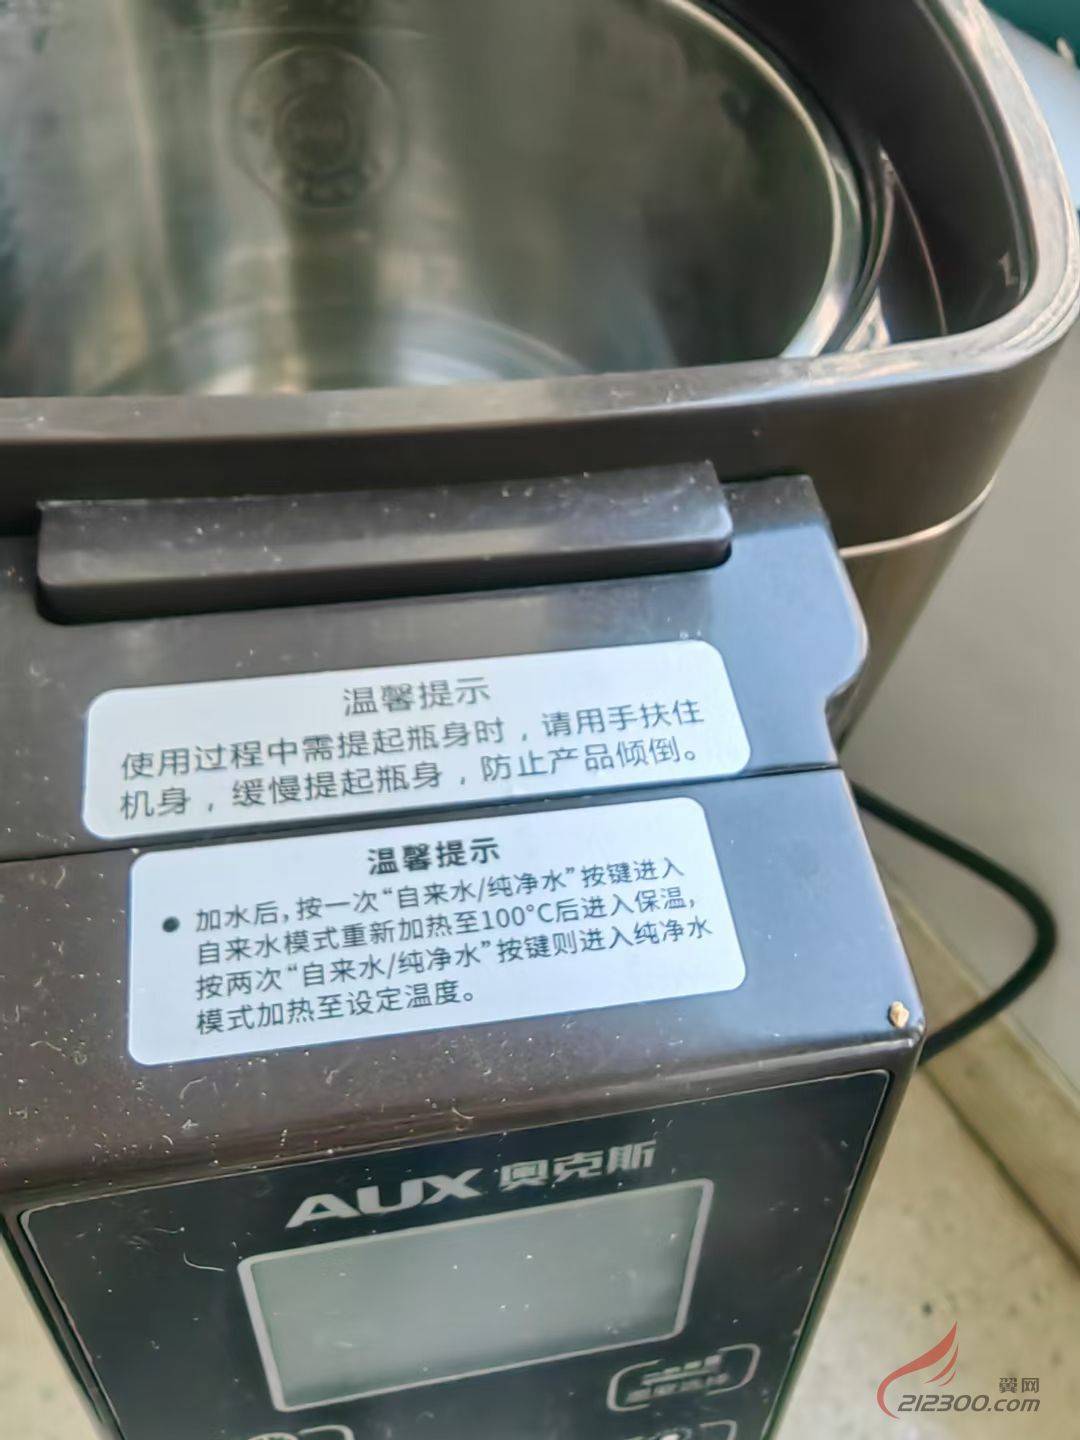 温馨提示
使用过程中需提起瓶身时，请用手扶住
机身，缓慢提起瓶身，防止产品倾倒。
温馨提示
● 加水后，按一次“自来水/纯净水”按键进入
自来水模式重新加热至100°C后进入保温，
按两次“自来水/纯净水”按键则进入纯净水
模式加热至设定温度。
AUX 奥克斯
翼网
212300.com